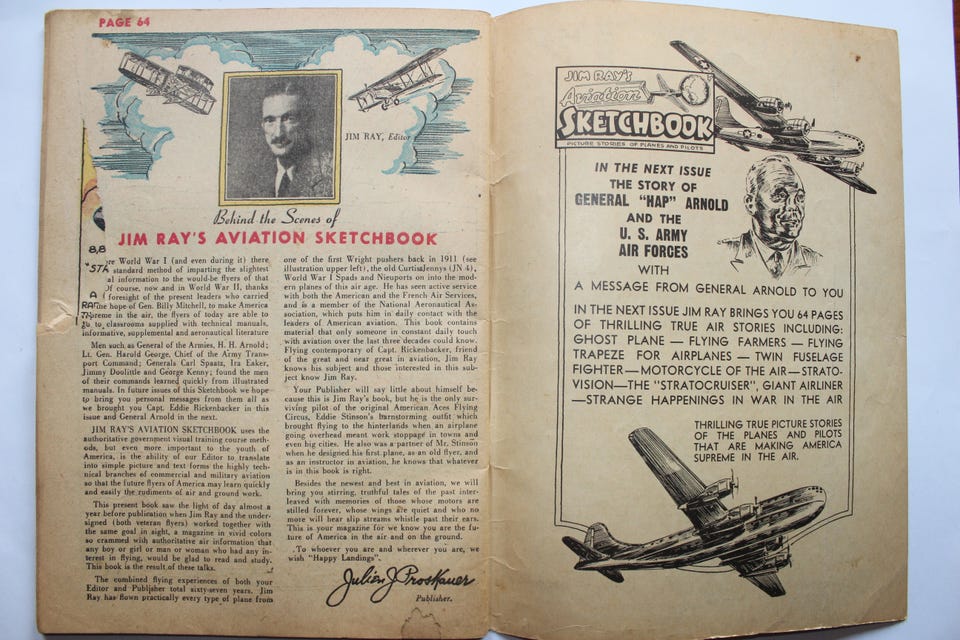 PAGE 64
JIM RAY, Editor
Behind the Scenes of
JIM RAY'S AVIATION SKETCHBOOK
8,8
"5TH
A
RAT
re World War I (and even during it) there
standard method of imparting the slightest
al information to the would-be flyers of that
Of course, now and in World War II, thanks
foresight of the present leaders who carried
the hope of Gen. Billy Mitchell, to make America
supreme in the air, the flyers of today are able to
go to classrooms supplied with technical manuals,
informative, supplemental and aeronautical literature
Men such as General of the Armies, H. H. Arnold;
Lt. Gen. Harold George, Chief of the Army Trans-
port Command; Generals Carl Spaatz, Ira Eaker,
Jimmy Doolittle and George Kenny; found the men
of their commands learned quickly from illustrated
manuals. In future issues of this Sketchbook we hope
to bring you personal messages from them all as
we brought you Capt. Eddie Rickenbacker in this
issue and General Arnold in the next.
JIM RAY'S AVIATION SKETCHBOOK uses the
authoritative government visual training course meth-
ods, but even more important to the youth of
America, is the ability of our Editor to translate
into simple picture and text forms the highly tech-
nical branches of commercial and military aviation
so that the future flyers of America may learn quickly
and easily the rudiments of air and ground work.
This present book saw the light of day almost a
year before publication when Jim Ray and the under-
signed (both veteran flyers) worked together with
the same goal in sight, a magazine in vivid colors
so crammed with authoritative air information that
any boy or girl or man or woman who had any in-
terest in flying, would be glad to read and study.
This book is the result of these talks.
The combined flying experiences of both your
Editor and Publisher total sixty-seven years. Jim
Ray has flown practically every type of plane from
one of the first Wright pushers back in 1911 (see
illustration upper left), the old Curtiss Jennys (JN 4),
World War I Spads and Nieuports on into the mod-
ern planes of this air age. He has seen active service
with both the American and the French Air Services,
and is a member of the National Aeronautical As-
sociation, which puts him in daily contact with the
leaders of American aviation. This book contains
material that only someone in constant daily touch
with aviation over the last three decades could know.
Flying contemporary of Capt. Rickenbacker, friend
of the great and near great in aviation, Jim Ray
knows his subject and those interested in this sub-
ject know Jim Ray.
Your Publisher will say little about himself be-
cause this is Jim Ray's book, but he is the only sur-
viving pilot of the original American Aces Flying
Circus, Eddie Stinson's barnstorming outfit which
brought flying to the hinterlands when an airplane
going overhead meant work stoppage in towns and
even big cities. He also was a partner of Mr. Stinson
when he designed his first plane, as an old flyer, and
as an instructor in aviation, he knows that whatever
is in this book is right.
Besides the newest and best in aviation, we will
bring you stirring, truthful tales of the past inter-
leaved with memories of those whose motors are
stilled forever, whose wings are quiet and who no
more will hear slip streams whistle past their ears.
This is your magazine for we know you are the fu-
ture of America in the air and on the ground.
To whoever you are and wherever you are, we
wish "Happy Landings".
Julien J Proskauer
Publisher.
JIM RAY'S
Aviation
SKETCHBOOK
PICTURE STORIES OF PLANES AND PILOTS
IN THE NEXT ISSUE
THE STORY OF
GENERAL "HAP" ARNOLD
AND THE
U. S. ARMY
AIR FORCES
WITH
A MESSAGE FROM GENERAL ARNOLD TO YOU
IN THE NEXT ISSUE JIM RAY BRINGS YOU 64 PAGES
OF THRILLING TRUE AIR STORIES INCLUDING:
GHOST PLANE — FLYING FARMERS — FLYING
TRAPEZE FOR AIRPLANES — TWIN FUSELAGE
FIGHTER—MOTORCYCLE OF THE AIR—STRATO-
VISION—THE "STRATOCRUISER", GIANT AIRLINER
—STRANGE HAPPENINGS IN WAR IN THE AIR
THRILLING TRUE PICTURE STORIES
OF THE PLANES AND PILOTS
THAT ARE MAKING AMERICA
SUPREME IN THE AIR.